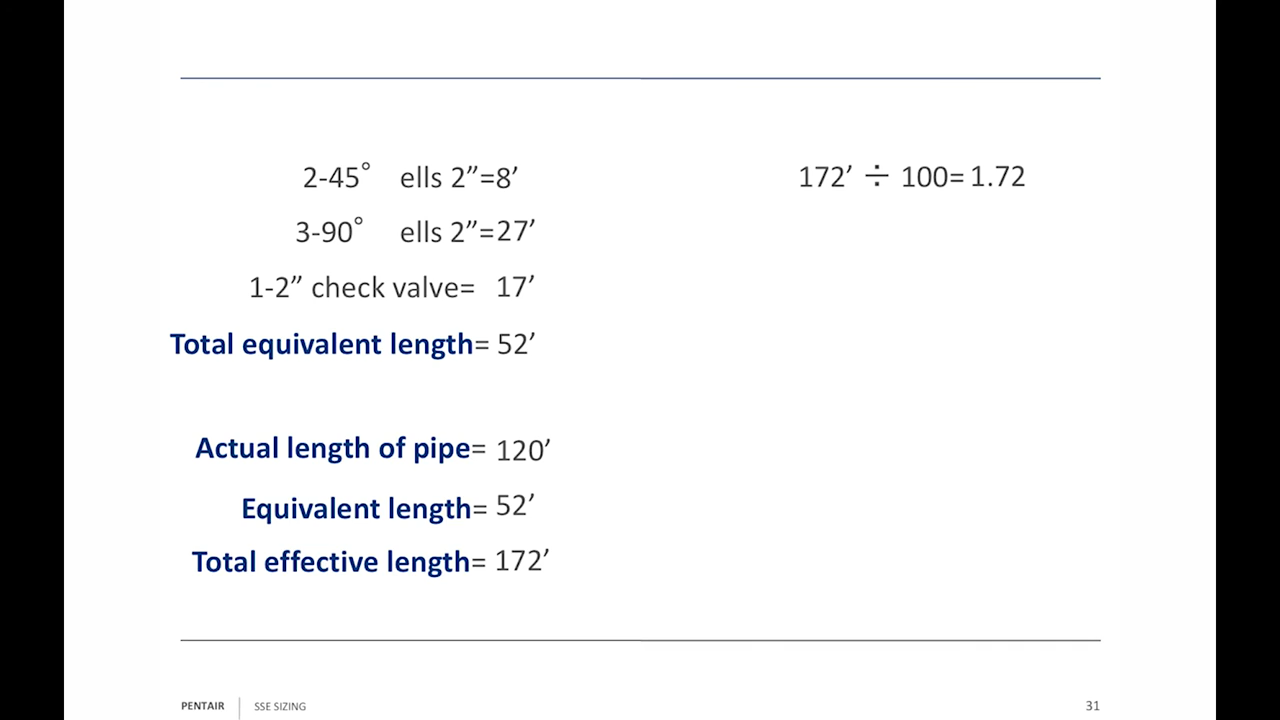 2-45° ells 2”=8’
3-90° ells 2”=27’
1-2” check valve= 17’
Total equivalent length= 52’
Actual length of pipe= 120’
Equivalent length= 52’
Total effective length= 172’
172’ ÷ 100=1.72
PENTAIR SSE SIZING 31